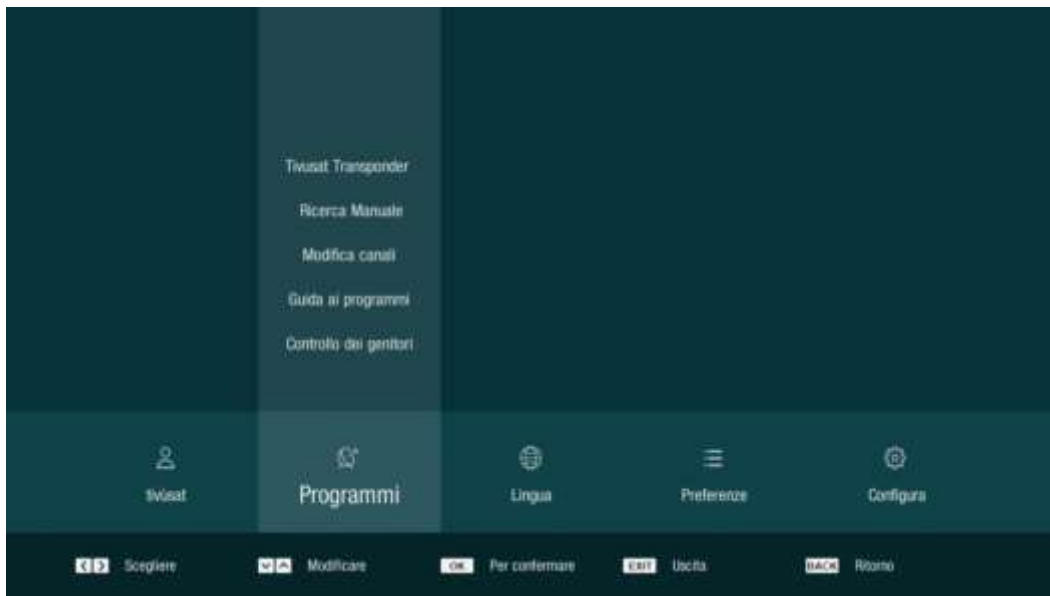 Tivusat Transponder
Ricerca Manuale
Modifica canali
Guida ai programmi
Controllo dei genitori
tivùsat
Programmi
Lingua
Preferenze
Configura
Scegliere
Modificare
OK Per confermare
EXIT Uscita
BACK Ritorno